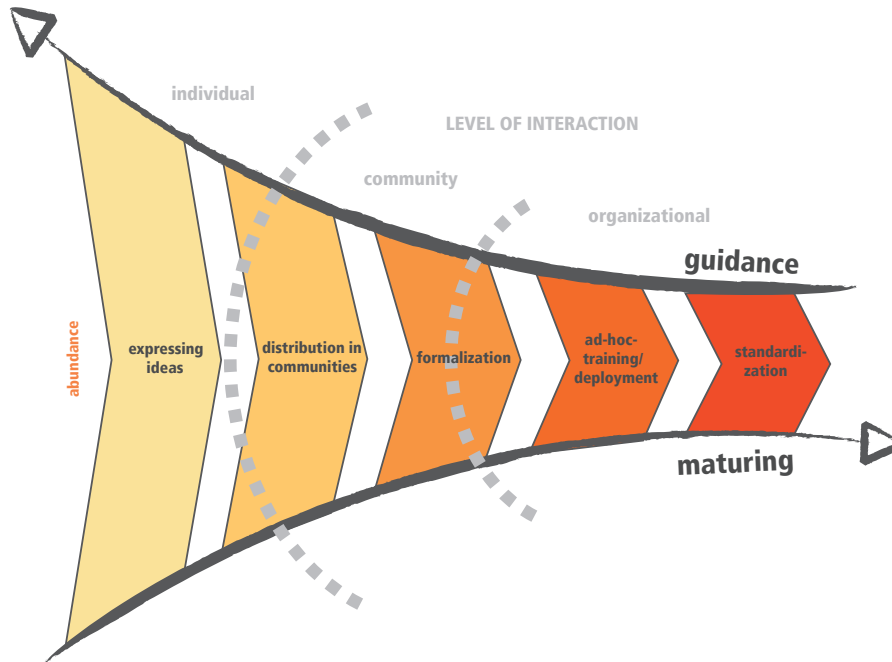 individual
LEVEL OF INTERACTION
community
organizational
guidance
abundance
expressing
ideas
distribution in
communities
formalization
ad-hoc-
training/
deployment
standardi-
zation
maturing